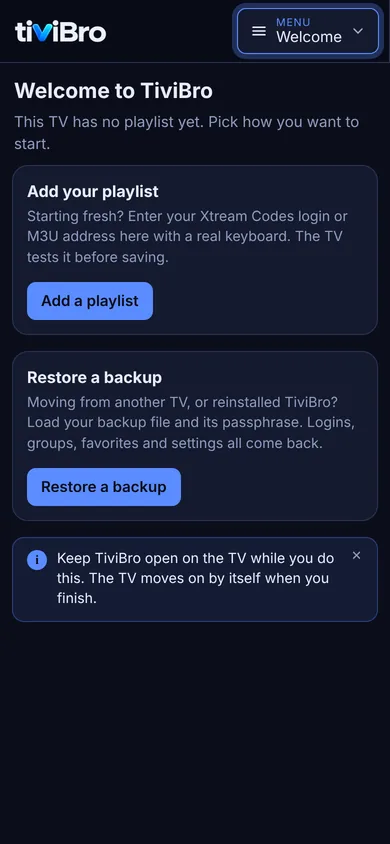 tiviBro
MENU
Welcome
Welcome to TiviBro
This TV has no playlist yet. Pick how you want to
start.
Add your playlist
Starting fresh? Enter your Xtream Codes login or
M3U address here with a real keyboard. The TV
tests it before saving.
Add a playlist
Restore a backup
Moving from another TV, or reinstalled TiviBro?
Load your backup file and its passphrase. Logins,
groups, favorites and settings all come back.
Restore a backup
i
Keep TiviBro open on the TV while you do
this. The TV moves on by itself when you
finish.